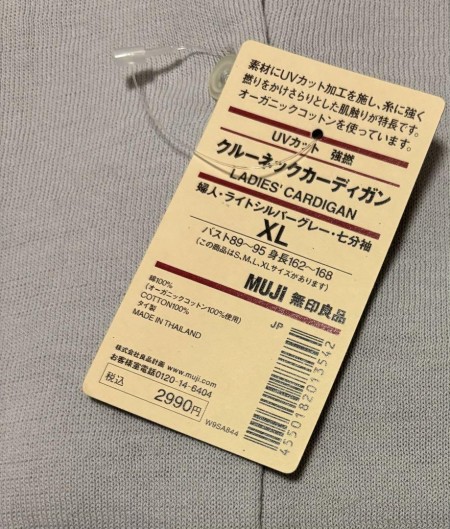 素材にUVカット加工を施し、糸に強く
撚りをかけさらりとした肌触りが特長です。
オーガニックコットンを使っています。
UVカット 強撚
クルーネックカーディガン
LADIES' CARDIGAN
婦人・ライトシルバーグレー・七分袖
XL
バスト89〜95 身長162〜168
(この商品はS,M,L,XLサイズがあります)
MUJI 無印良品
JP
綿100%
(オーガニックコットン100%使用)
COTTON100%
タイ製
MADE IN THAILAND
株式会社良品計画 www.muji.com
お客様室電話0120-14-6404
税込 2990円
W9SA844
4550182013542